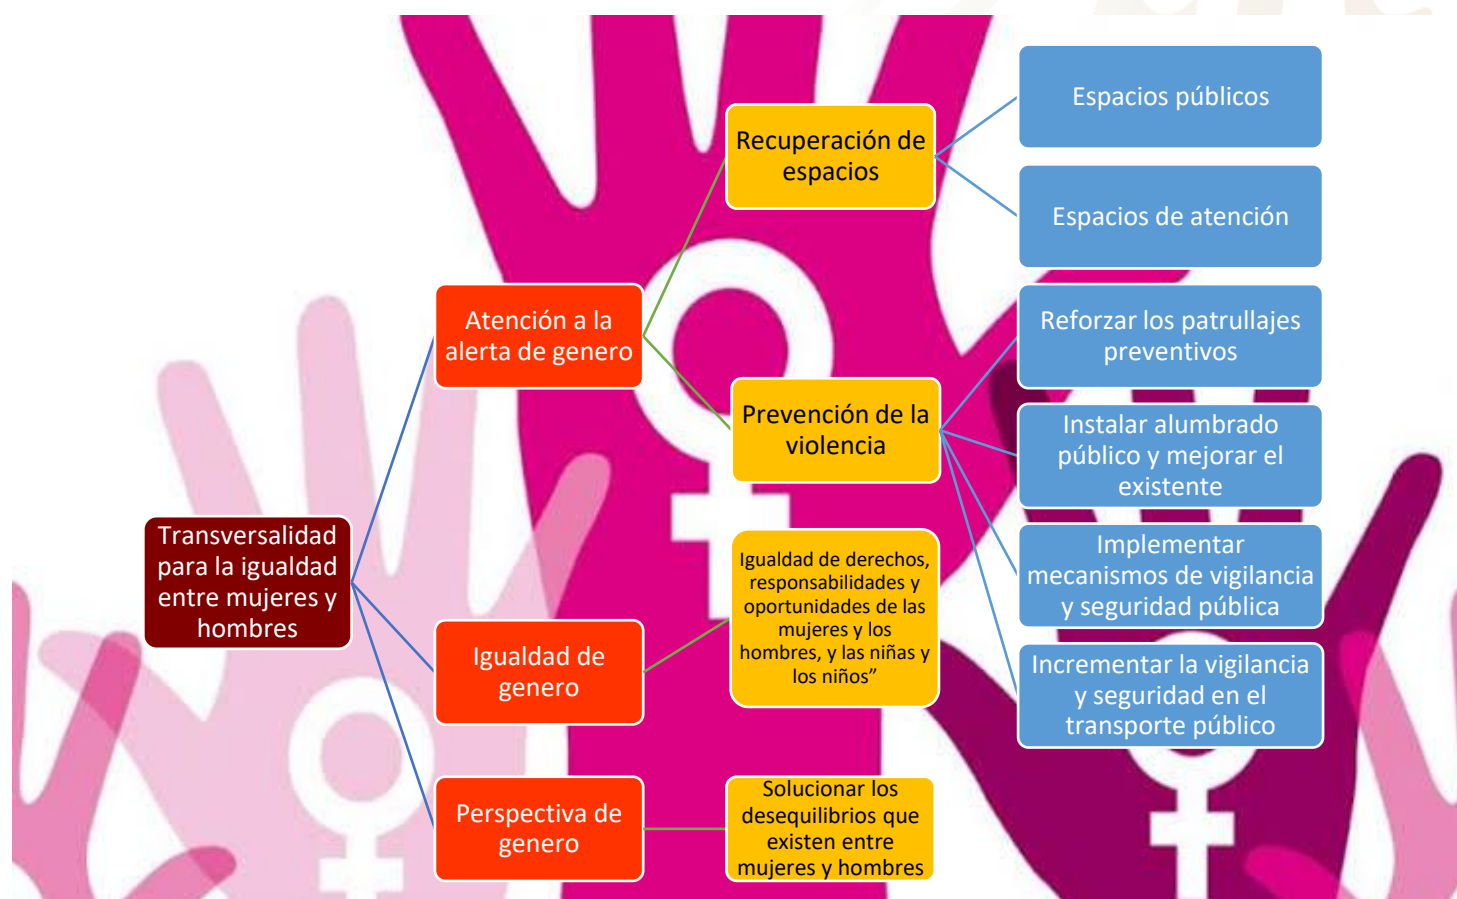 Transversalidad
para la igualdad
entre mujeres y
hombres
Atención a la
alerta de genero
Recuperación de
espacios
Espacios públicos
Espacios de atención
Prevención de la
violencia
Reforzar los patrullajes
preventivos
Instalar alumbrado
público y mejorar el
existente
Implementar
mecanismos de vigilancia
y seguridad pública
Incrementar la vigilancia
y seguridad en el
transporte público
Igualdad de
genero
Igualdad de derechos,
responsabilidades y
oportunidades de las
mujeres y los
hombres, y las niñas y
los niños”
Perspectiva de
genero
Solucionar los
desequilibrios que
existen entre
mujeres y hombres